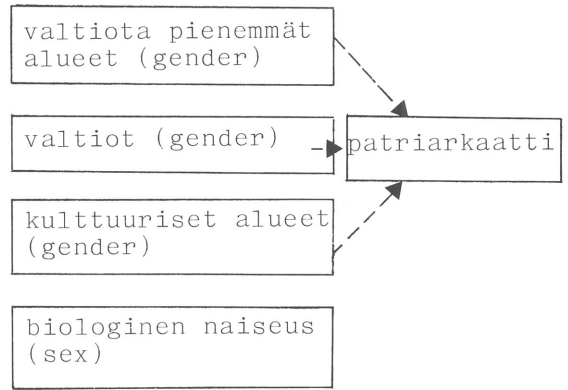 valtiota pienemmät
alueet (gender)
valtiot (gender)
patriarkaatti
kulttuuriset alueet
(gender)
biologinen naiseus
(sex)